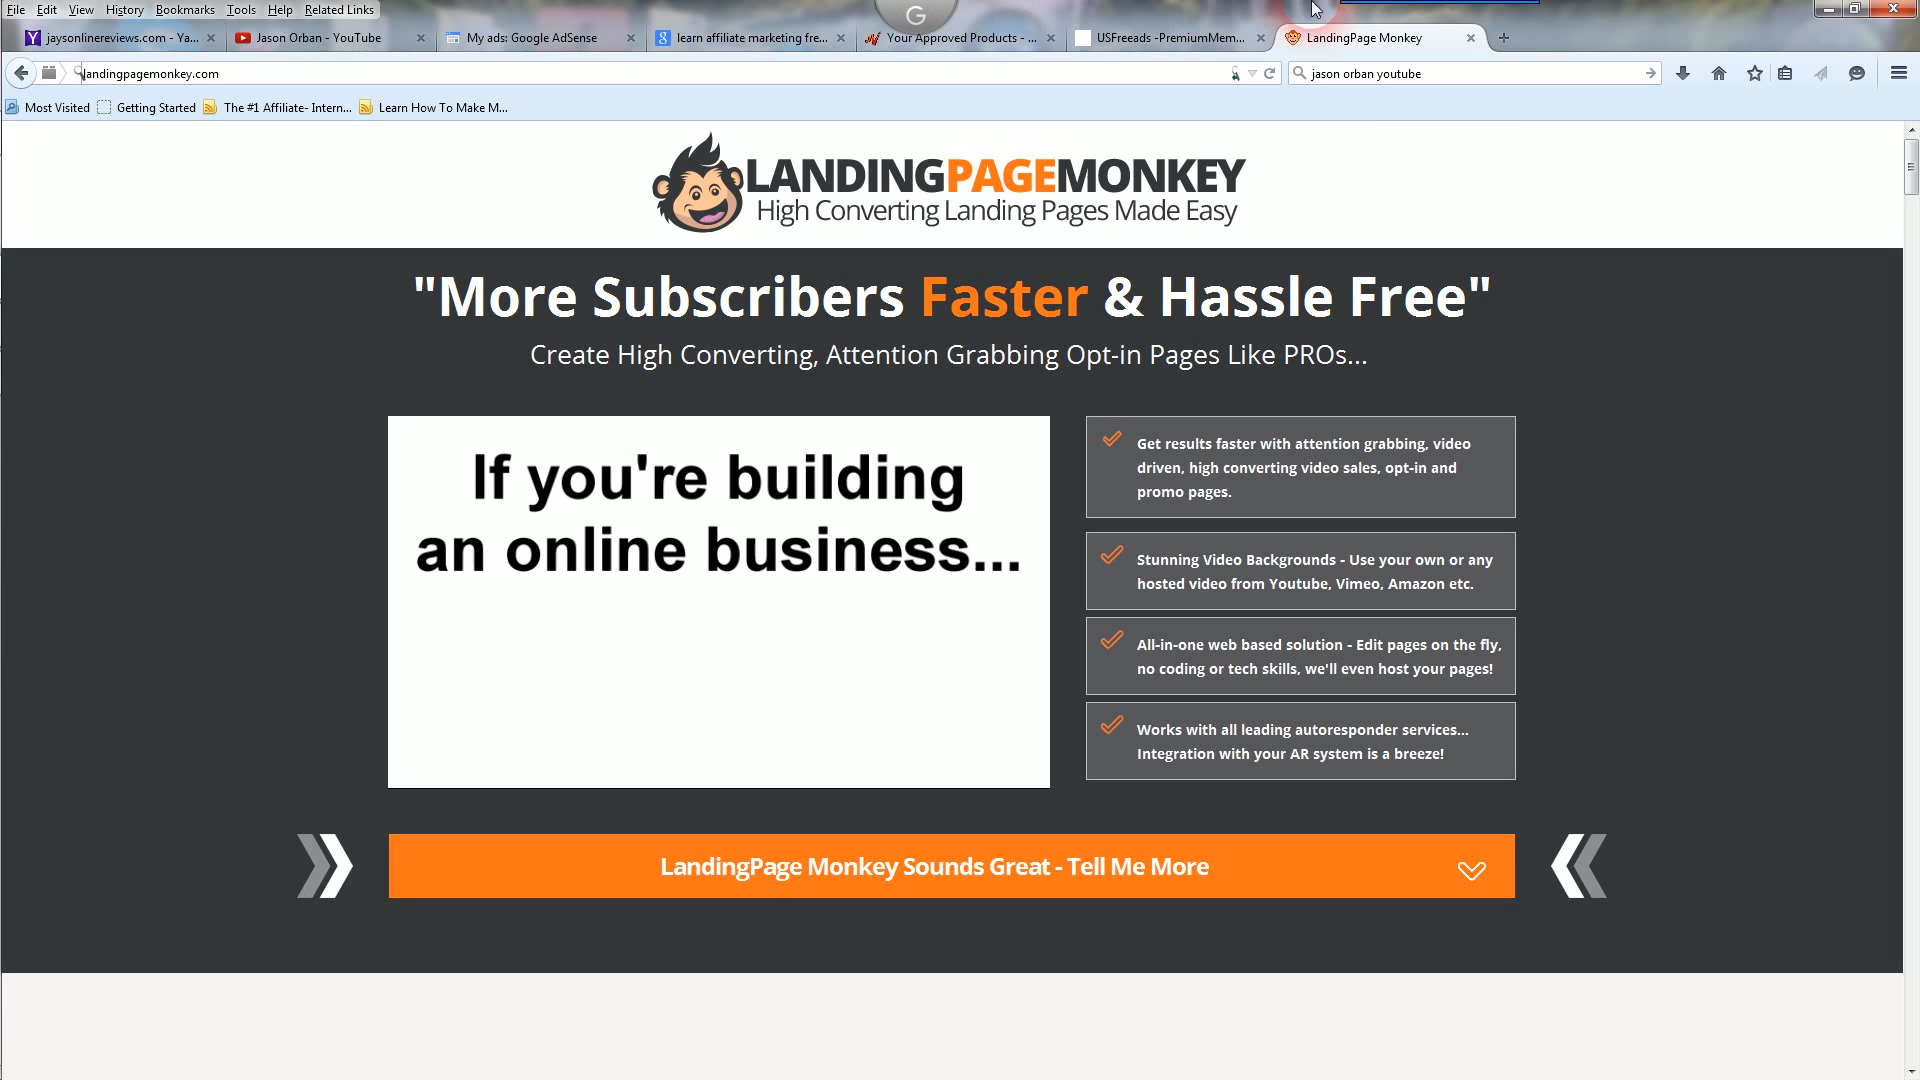 File Edit View History Bookmarks Tools Help Related Links
jaysonlinereviews.com - Ya... Jason Orban - YouTube My ads: Google AdSense learn affiliate marketing fre... Your Approved Products - ... USFreeads -PremiumMem... LandingPage Monkey
landingpagemonkey.com jason orban youtube
Most Visited Getting Started The #1 Affiliate- Intern... Learn How To Make M...
LANDINGPAGEMONKEY
High Converting Landing Pages Made Easy
"More Subscribers Faster & Hassle Free"
Create High Converting, Attention Grabbing Opt-in Pages Like PROs...
If you're building
an online business...
Get results faster with attention grabbing, video
driven, high converting video sales, opt-in and
promo pages.
Stunning Video Backgrounds - Use your own or any
hosted video from Youtube, Vimeo, Amazon etc.
All-in-one web based solution - Edit pages on the fly,
no coding or tech skills, we'll even host your pages!
Works with all leading autoresponder services...
Integration with your AR system is a breeze!
LandingPage Monkey Sounds Great - Tell Me More